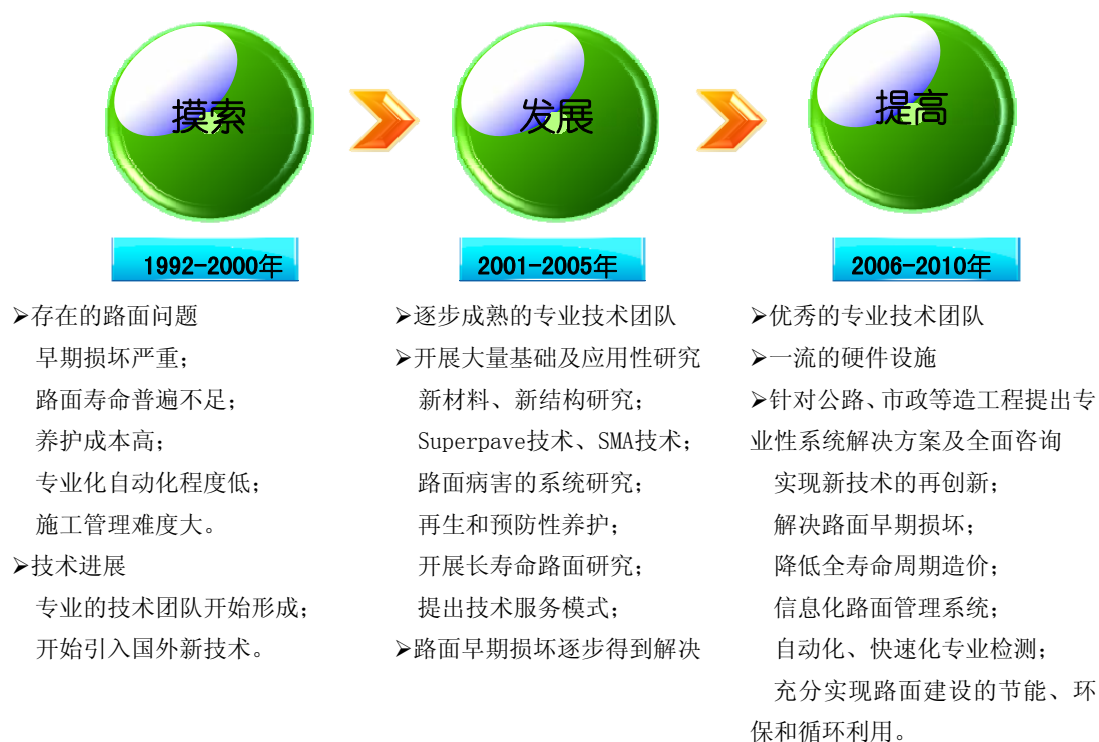 摸索
发展
提高
1992-2000年
2001-2005年
2006-2010年
➢存在的路面问题
早期损坏严重；
路面寿命普遍不足；
养护成本高；
专业化自动化程度低；
施工管理难度大。
➢技术进展
专业的技术团队开始形成；
开始引入国外新技术。
➢逐步成熟的专业技术团队
➢开展大量基础及应用性研究
新材料、新结构研究；
Superpave技术、SMA技术；
路面病害的系统研究；
再生和预防性养护；
开展长寿命路面研究；
提出技术服务模式；
➢路面早期损坏逐步得到解决
➢优秀的专业技术团队
➢一流的硬件设施
➢针对公路、市政等造工程提出专
业性系统解决方案及全面咨询
实现新技术的再创新；
解决路面早期损坏；
降低全寿命周期造价；
信息化路面管理系统；
自动化、快速化专业检测；
充分实现路面建设的节能、环
保和循环利用。